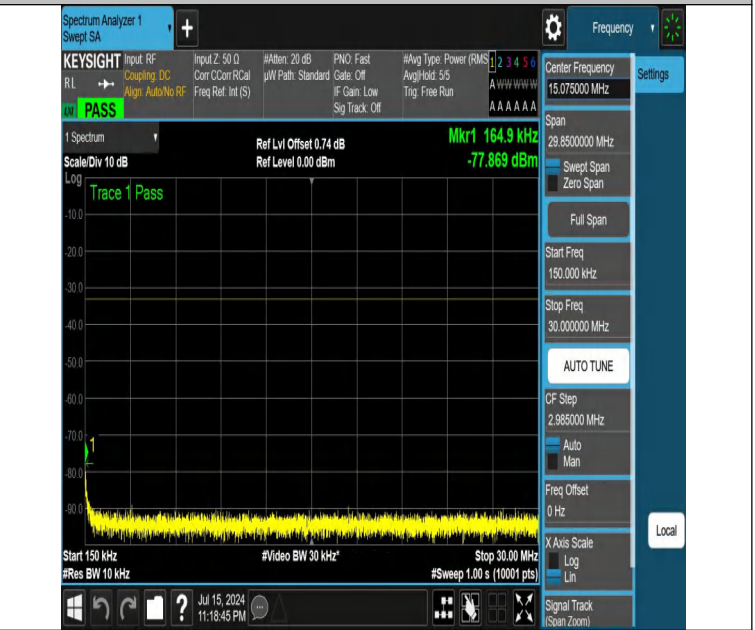 Spectrum Analyzer 1
Swept SA
+
Frequency
KEYSIGHT
RL
PASS
Input: RF
Coupling: DC
Align: Auto/No RF
Input Z: 50 Ω
Corr CCorr RCal
Freq Ref: Int (S)
#Atten: 20 dB
µW Path: Standard
PNO: Fast
Gate: Off
IF Gain: Low
Sig Track: Off
#Avg Type: Power (RMS
Avg|Hold: 5/5
Trig: Free Run
1 2 3 4 5 6
A W W W W W
A A A A A A
1 Spectrum
Scale/Div 10 dB
Ref Lvl Offset 0.74 dB
Ref Level 0.00 dBm
Mkr1 164.9 kHz
-77.869 dBm
Log
Trace 1 Pass
-10.0
-20.0
-30.0
-40.0
-50.0
-60.0
-70.0
1
-80.0
-90.0
Start 150 kHz
#Video BW 30 kHz*
Stop 30.00 MHz
#Res BW 10 kHz
#Sweep 1.00 s (10001 pts)
?
Jul 15, 2024
11:18:45 PM
Center Frequency
15.075000 MHz
Settings
Span
29.8500000 MHz
Swept Span
Zero Span
Full Span
Start Freq
150.000 kHz
Stop Freq
30.000000 MHz
AUTO TUNE
CF Step
2.985000 MHz
Auto
Man
Freq Offset
0 Hz
X Axis Scale
Log
Lin
Local
Signal Track
(Span Zoom)